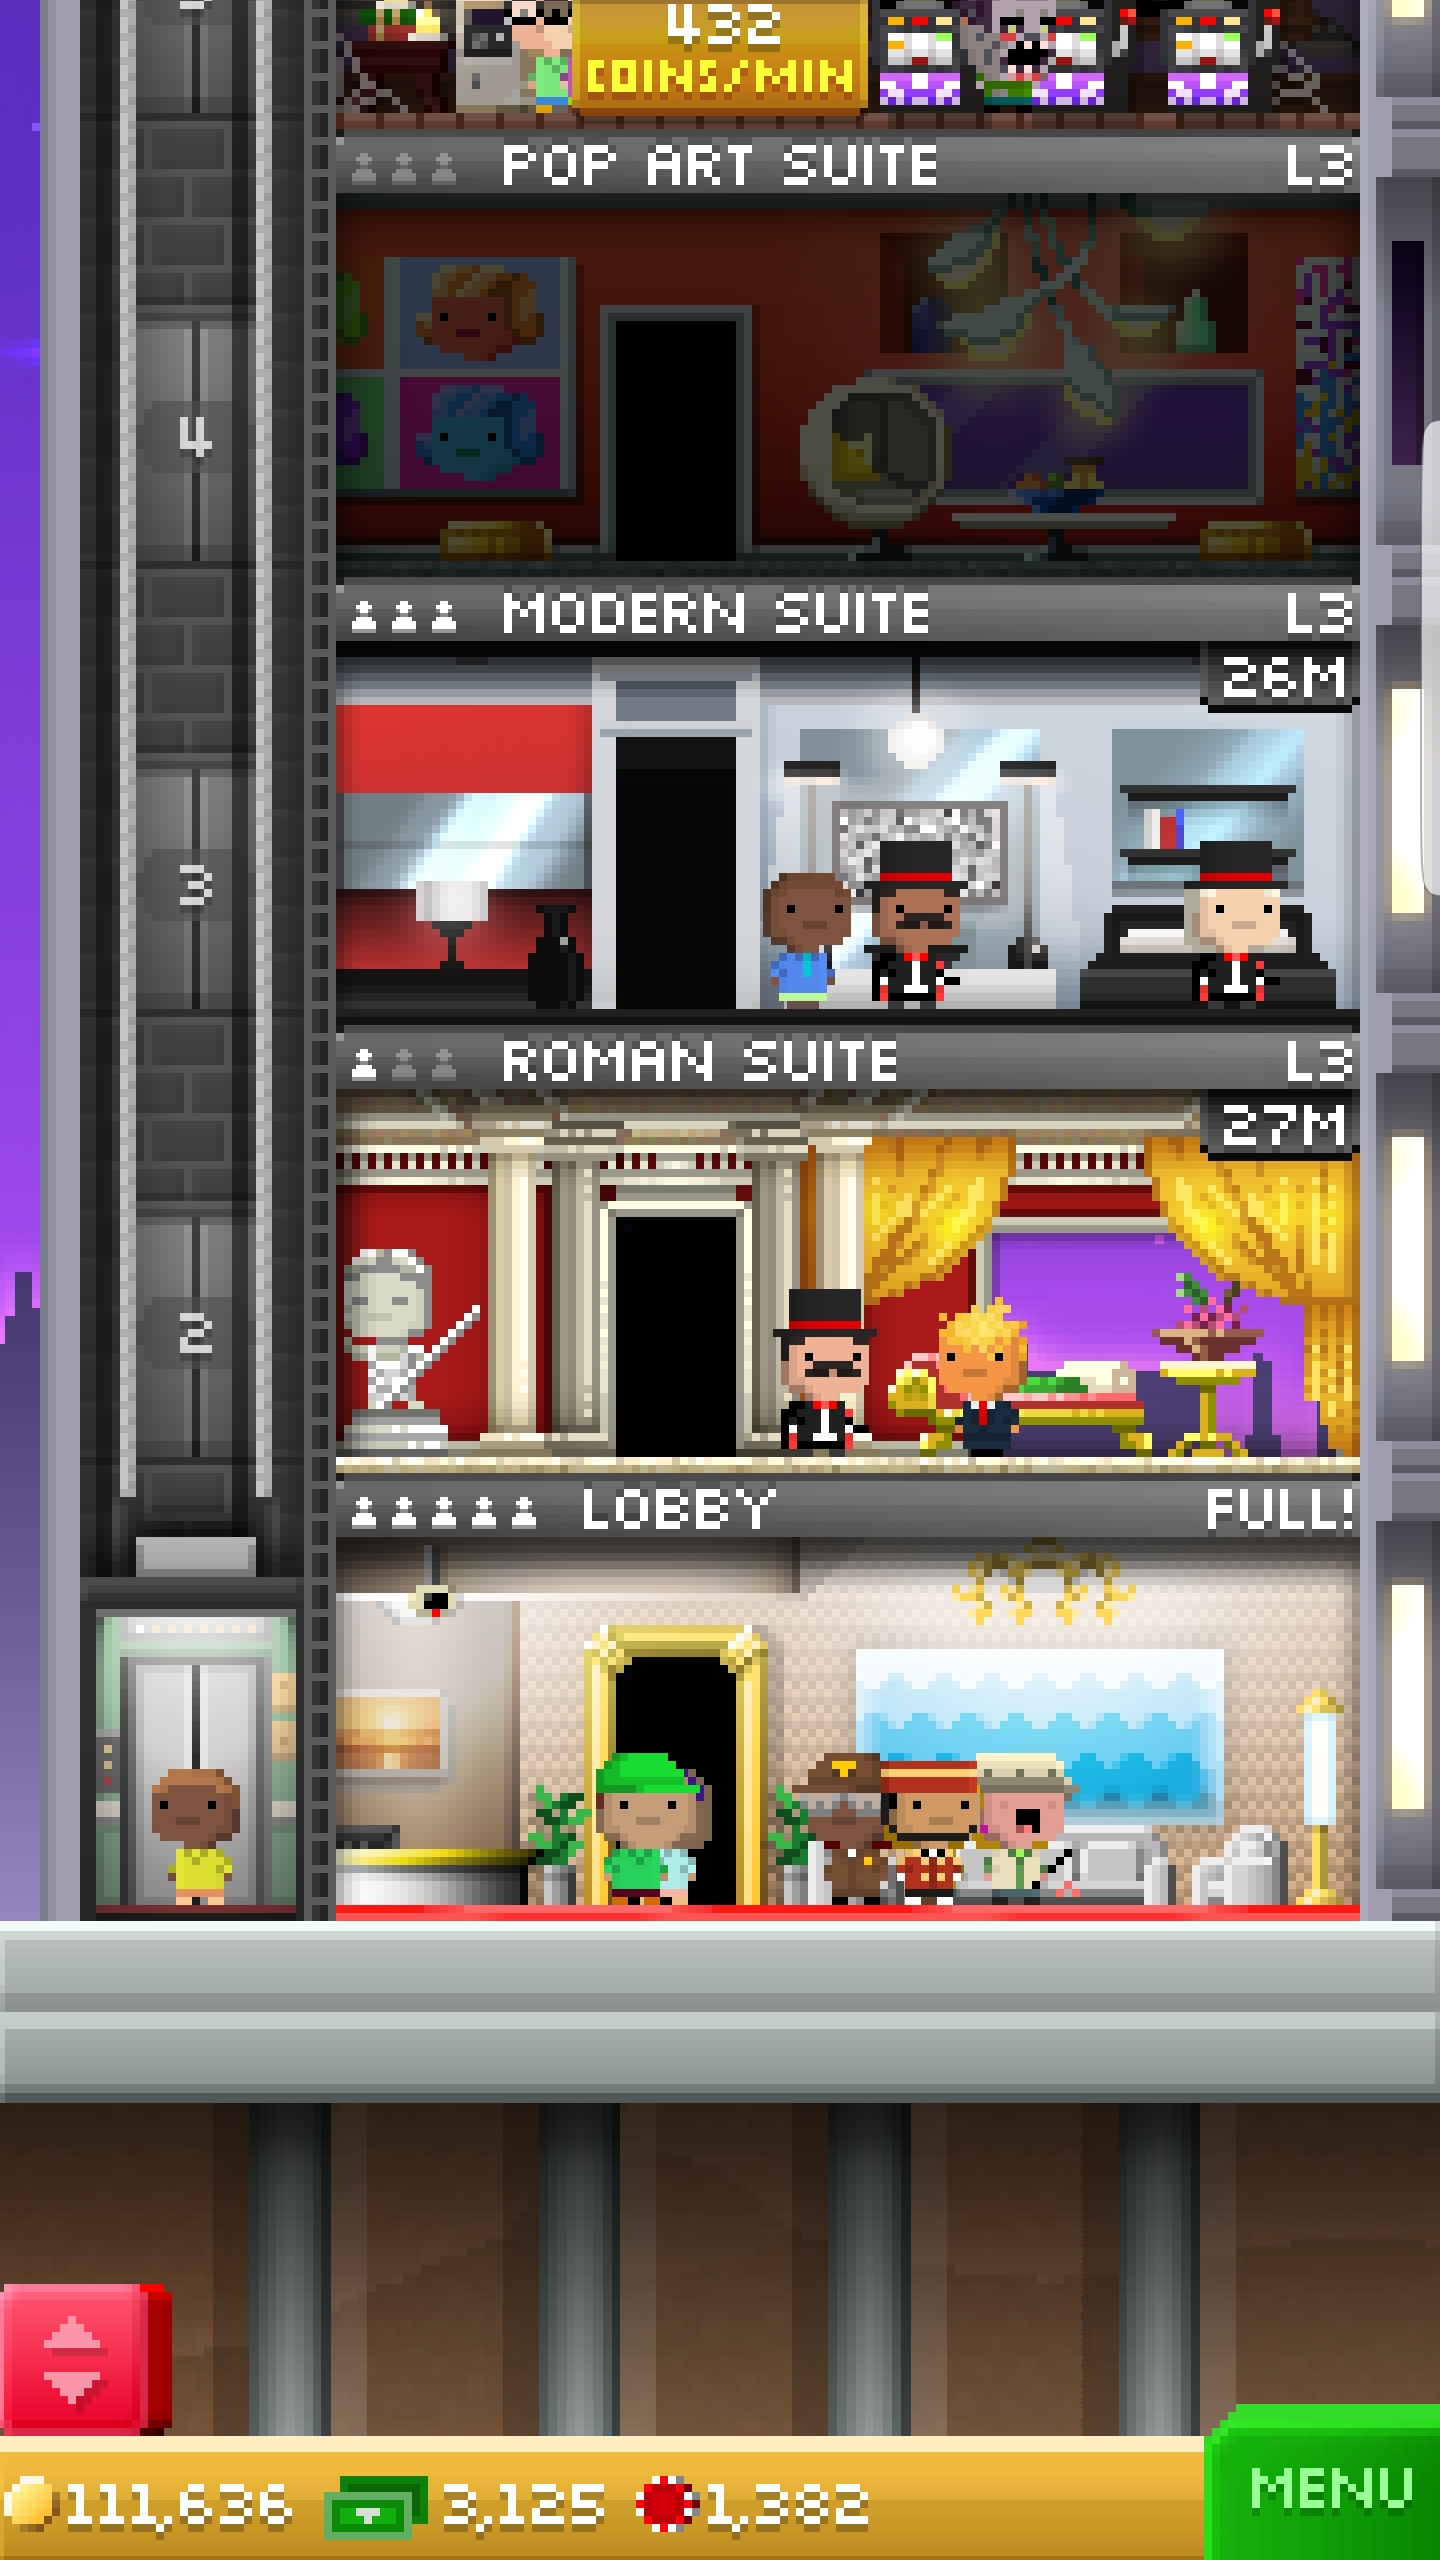 432
COINS/MIN
POP ART SUITE L3
4
MODERN SUITE L3
26M
3
ROMAN SUITE L3
27M
2
LOBBY FULL!
111,636 3,125 1,382
MENU